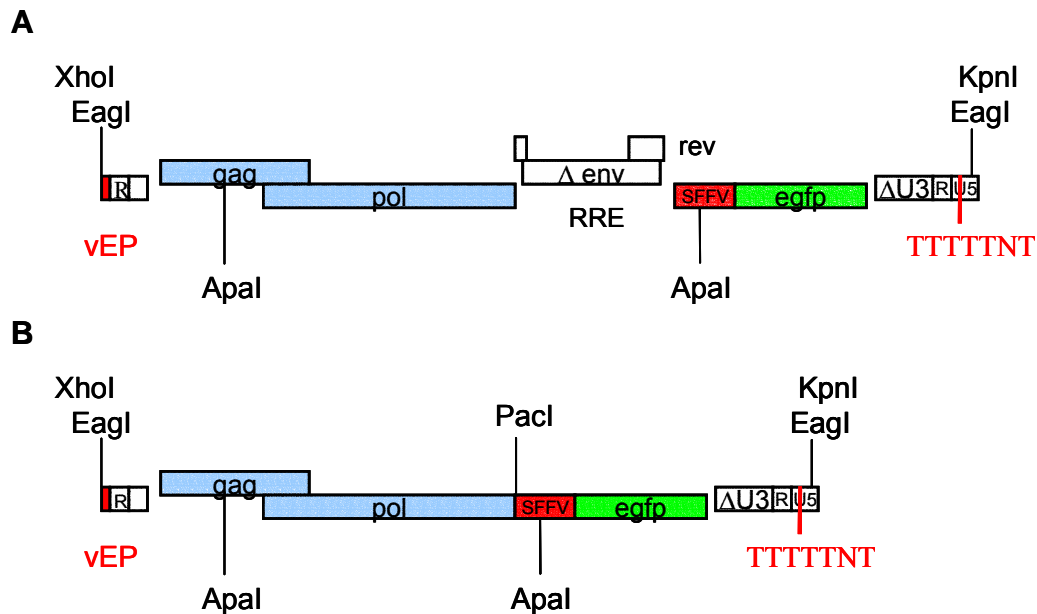 A
XhoI
EagI
KpnI
EagI
gag
rev
R
Δ env
pol
SFFV
egfp
ΔU3
R
U5
RRE
vEP
TTTTTNT
ApaI
ApaI
B
XhoI
EagI
PacI
KpnI
EagI
gag
R
pol
SFFV
egfp
ΔU3
R
U5
vEP
TTTTTNT
ApaI
ApaI